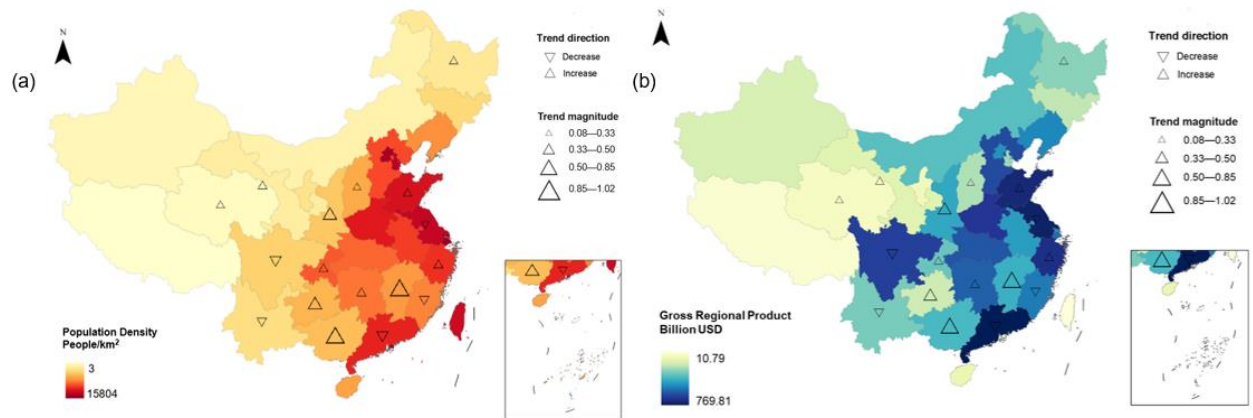 (a)
N
Trend direction
Decrease
Increase
Trend magnitude
0.08—0.33
0.33—0.50
0.50—0.85
0.85—1.02
Population Density
People/km²
3
15804
(b)
N
Trend direction
Decrease
Increase
Trend magnitude
0.08—0.33
0.33—0.50
0.50—0.85
0.85—1.02
Gross Regional Product
Billion USD
10.79
769.81